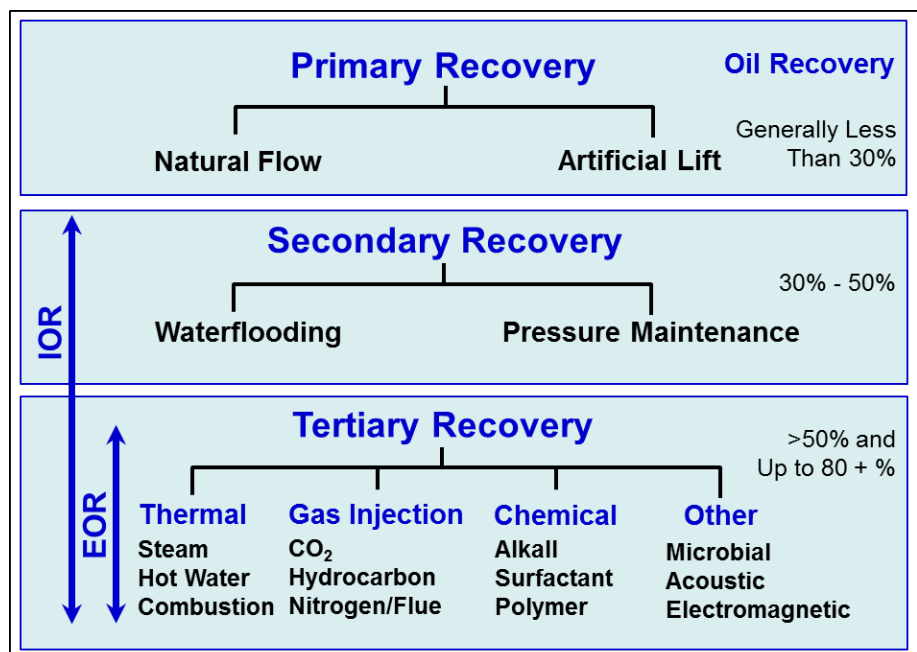 Primary Recovery
Oil Recovery
Generally Less
Than 30%
Natural Flow
Artificial Lift
Secondary Recovery
30% - 50%
Waterflooding
Pressure Maintenance
IOR
Tertiary Recovery
>50% and
Up to 80 + %
EOR
Thermal
Steam
Hot Water
Combustion
Gas Injection
CO₂
Hydrocarbon
Nitrogen/Flue
Chemical
Alkall
Surfactant
Polymer
Other
Microbial
Acoustic
Electromagnetic